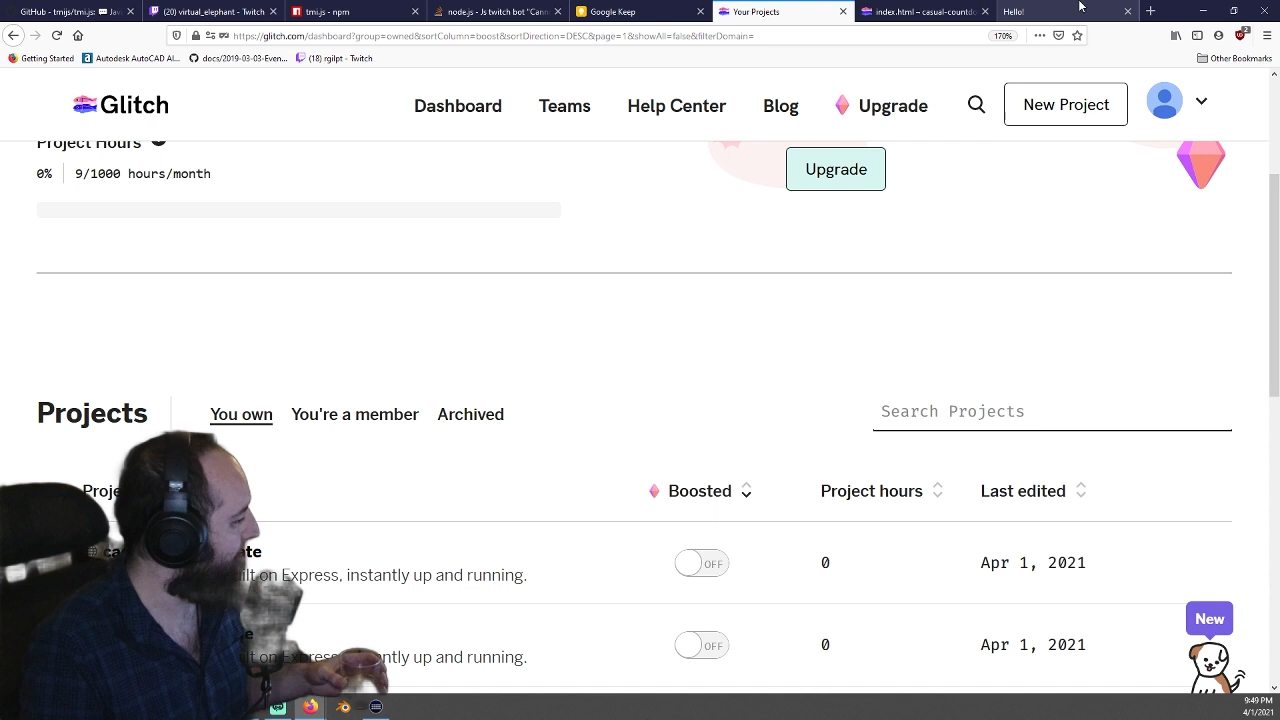 GitHub - tmijs/tmi.js:
(20) virtual_elephant - Twitch
tmi.js - npm
node.js - Js twitch bot "Cann
Google Keep
Your Projects
index.html – casual-countdo
Hello!
https://glitch.com/dashboard?group=owned&sortColumn=boost&sortDirection=DESC&page=1&showAll=false&filterDomain=
170%
Getting Started
Autodesk AutoCAD Al...
docs/2019-03-03-Even...
(18) rgilpt - Twitch
Other Bookmarks
Glitch
Dashboard
Teams
Help Center
Blog
Upgrade
New Project
Project Hours
0%
9/1000 hours/month
Upgrade
Projects
You own
You're a member
Archived
Search Projects
Boosted
Project hours
Last edited
OFF
0
Apr 1, 2021
on Express, instantly up and running.
OFF
0
Apr 1, 2021
New
9:49 PM
4/1/2021